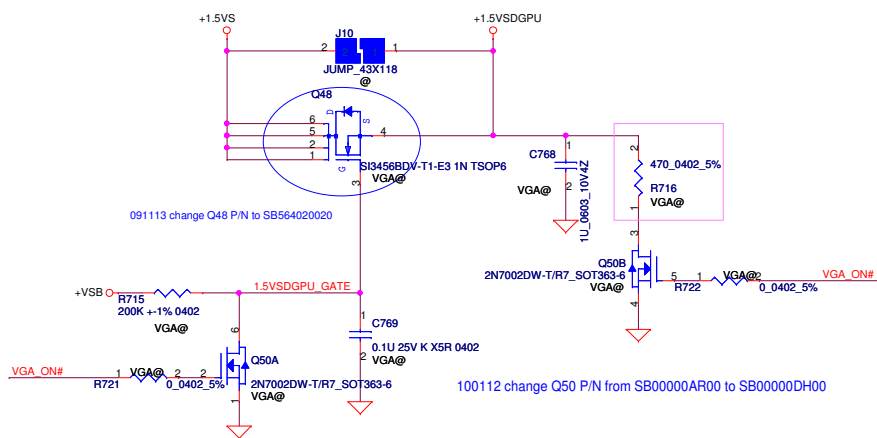 +1.5VS
+1.5VSDGPU
J10
2
1
JUMP_43X118
@
Q48
D
S
6
5
2
1
4
G
3
SI3456BDV-T1-E3 1N TSOP6
VGA@
091113 change Q48 P/N to SB564020020
C768
1
2
VGA@
1U_0603_10V4Z
2
470_0402_5%
R716
VGA@
1
3
Q50B
2N7002DW-T/R7_SOT363-6
VGA@
5
4
R722
1
VGA@
2
0_0402_5%
VGA_ON#
+VSB
R715
200K +-1% 0402
VGA@
1.5VSDGPU_GATE
1
C769
0.1U 25V K X5R 0402
2
VGA@
6
Q50A
VGA_ON#
R721
1
VGA@
2
0_0402_5%
2
2N7002DW-T/R7_SOT363-6
VGA@
1
100112 change Q50 P/N from SB00000AR00 to SB00000DH00